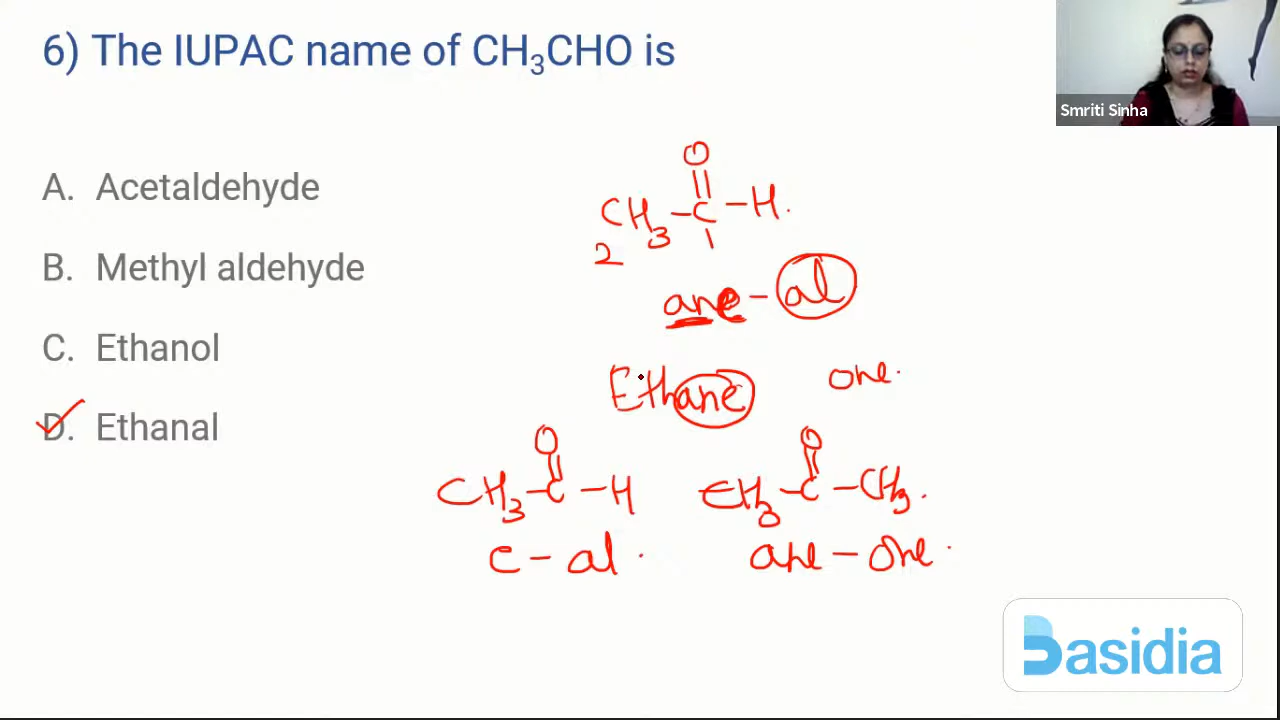 6) The IUPAC name of CH₃CHO is
Smriti Sinha
A. Acetaldehyde
B. Methyl aldehyde
C. Ethanol
D. Ethanal
O
CH₃-C-H.
2 1
ane-al
Ethane one.
O O
CH₃-C-H CH₃-C-CH₃.
e-al. ane-one.
Basidia